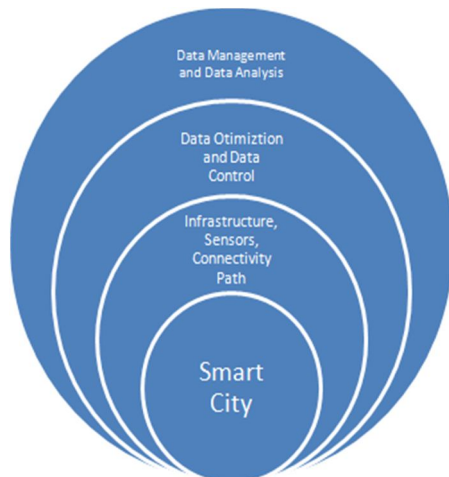 Data Management
and Data Analysis
Data Otimiztion
and Data
Control
Infrastructure,
Sensors,
Connectivity
Path
Smart
City